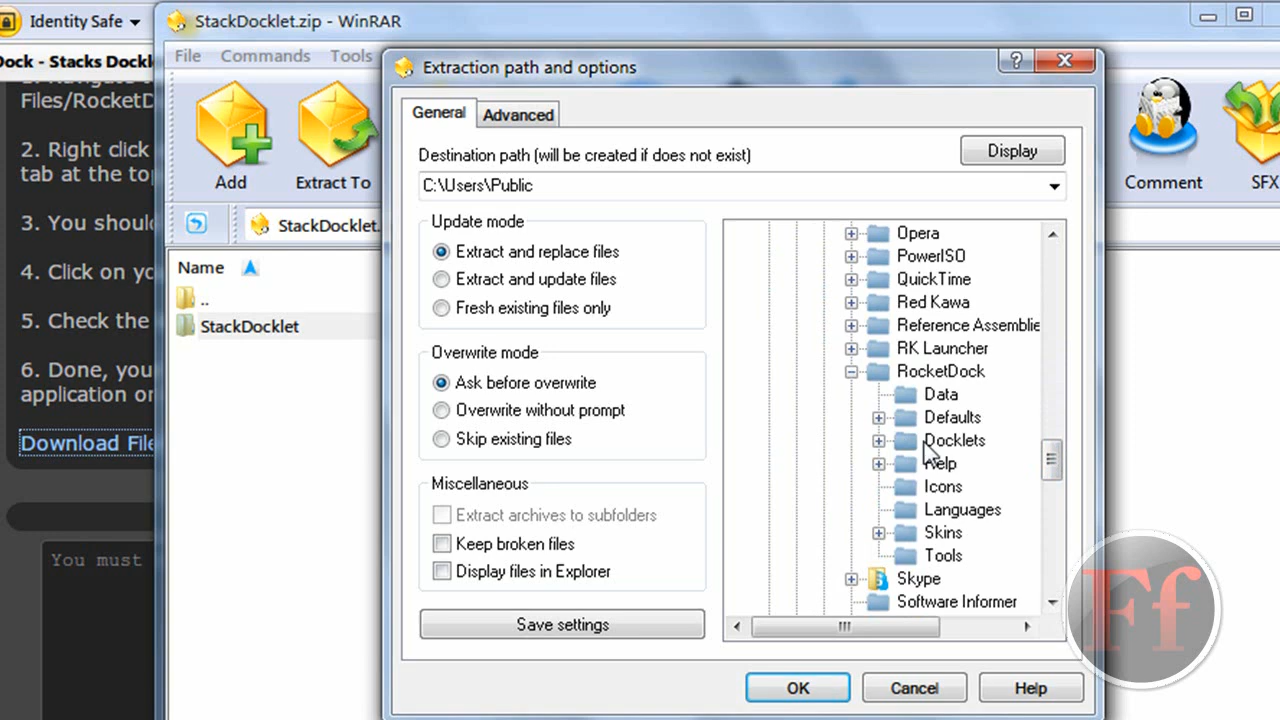 Identity Safe
StackDocklet.zip - WinRAR
Dock - Stacks Dockl
Files/RocketD
2. Right click
tab at the top
3. You should
4. Click on yo
5. Check the
6. Done, you
application or
Download File
You must
File Commands Tools
Add
Extract To
Comment
SFX
StackDocklet.
Name
..
StackDocklet
Extraction path and options
?
General
Advanced
Destination path (will be created if does not exist)
Display
C:\Users\Public
Update mode
Extract and replace files
Extract and update files
Fresh existing files only
Overwrite mode
Ask before overwrite
Overwrite without prompt
Skip existing files
Miscellaneous
Extract archives to subfolders
Keep broken files
Display files in Explorer
Save settings
Opera
PowerISO
QuickTime
Red Kawa
Reference Assemblie
RK Launcher
RocketDock
Data
Defaults
Docklets
Help
Icons
Languages
Skins
Tools
Skype
Software Informer
OK
Cancel
Help
Ff